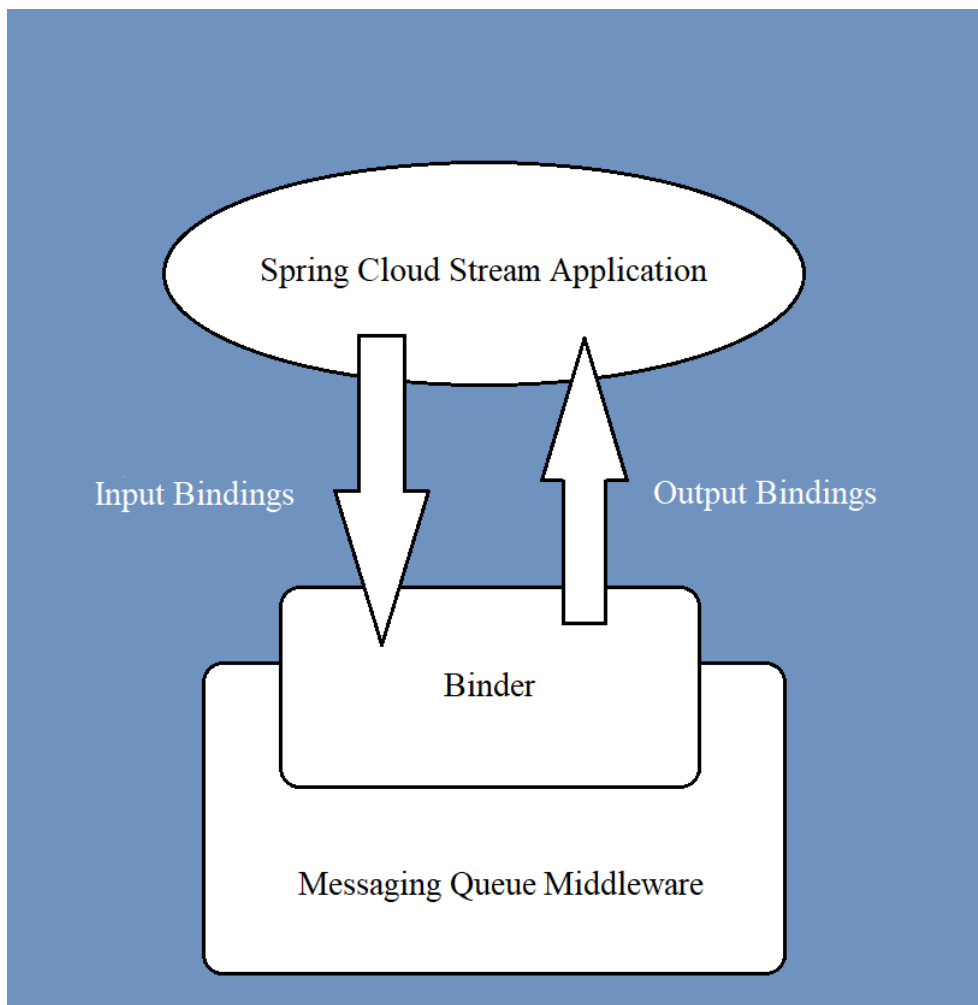 Spring Cloud Stream Application
Input Bindings
Output Bindings
Binder
Messaging Queue Middleware